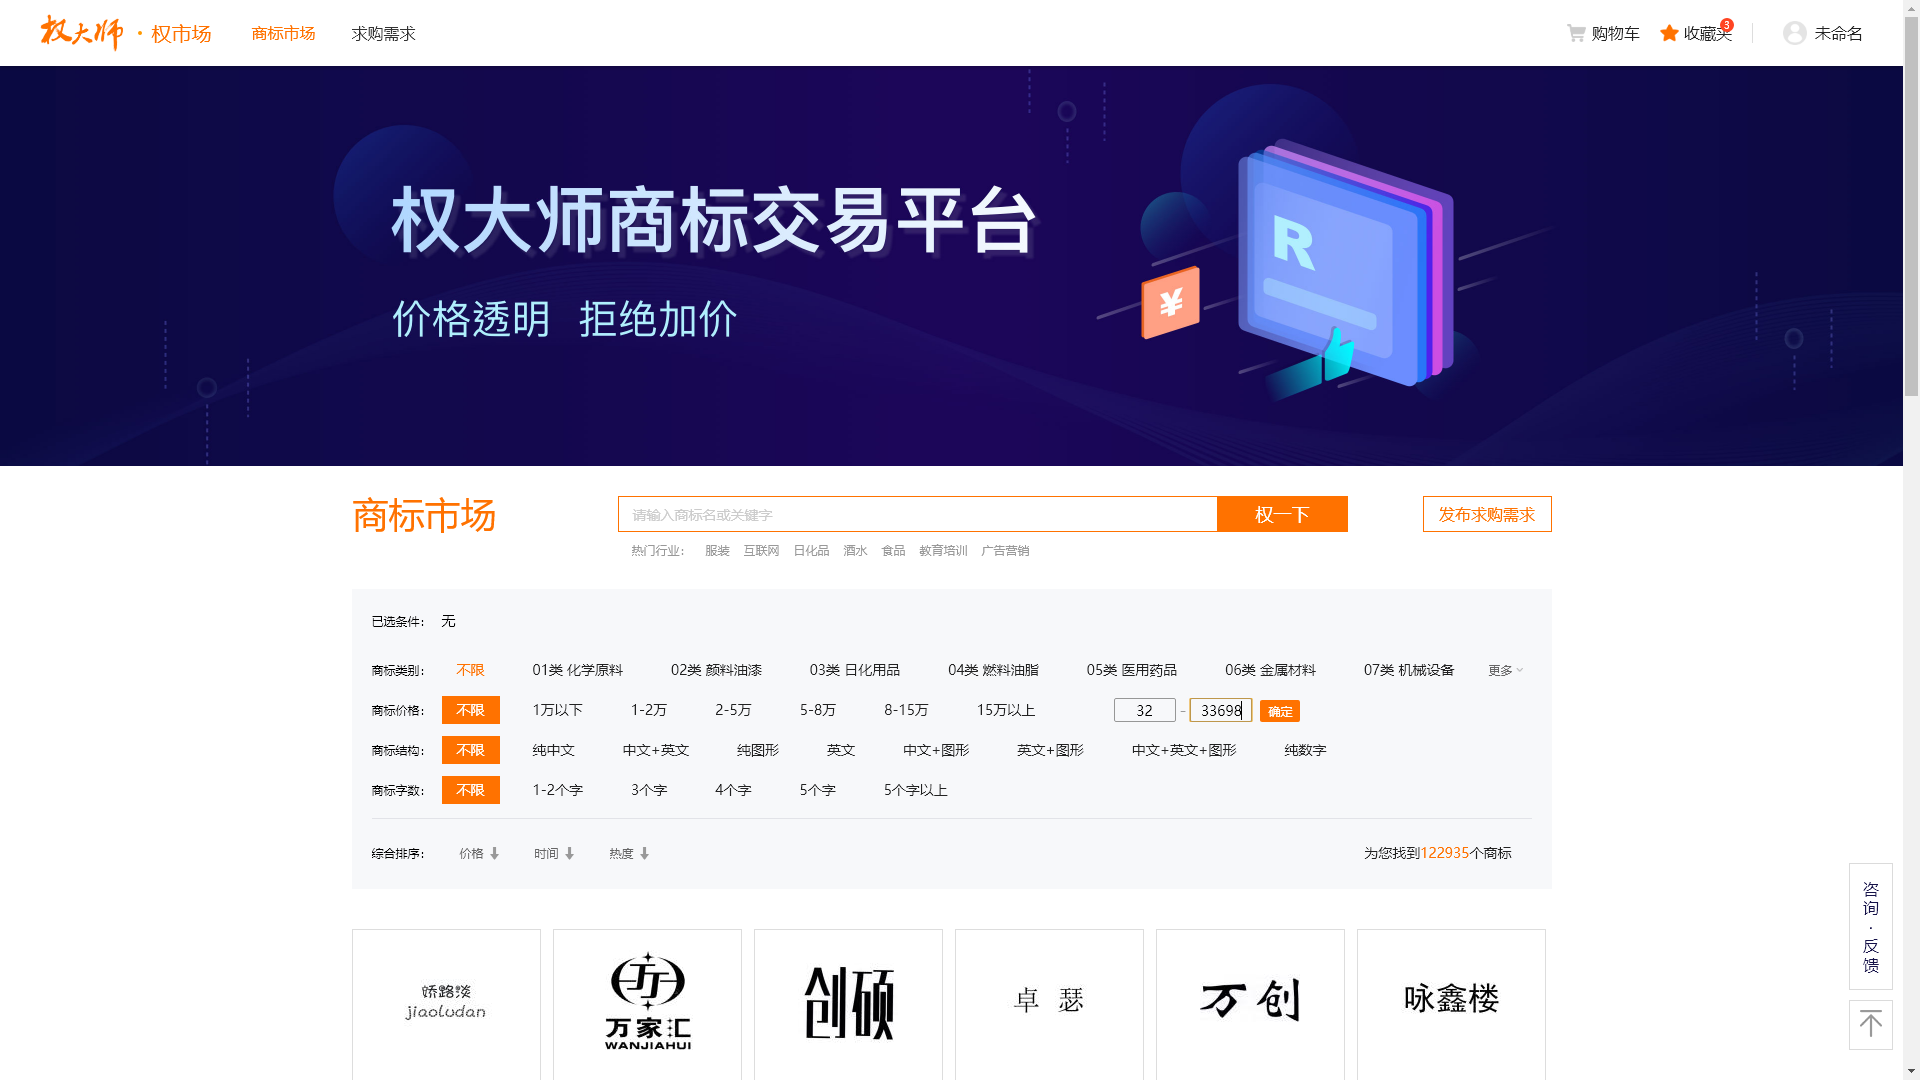 权大师 · 权市场 商标市场 求购需求 购物车 收藏夹 3 未命名
权大师商标交易平台
价格透明 拒绝加价
R
¥
商标市场 请输入商标名或关键字 权一下 发布求购需求
热门行业: 服装 互联网 日化品 酒水 食品 教育培训 广告营销
已选条件: 无
商标类别: 不限 01类 化学原料 02类 颜料油漆 03类 日化用品 04类 燃料油脂 05类 医用药品 06类 金属材料 07类 机械设备 更多
商标价格: 不限 1万以下 1-2万 2-5万 5-8万 8-15万 15万以上 32 - 33698 确定
商标结构: 不限 纯中文 中文+英文 纯图形 英文 中文+图形 英文+图形 中文+英文+图形 纯数字
商标字数: 不限 1-2个字 3个字 4个字 5个字 5个字以上
综合排序: 价格 时间 热度 为您找到122935个商标
咨询·反馈
娇路淡
jiaoludan
万家汇
WANJIAHUI
创硕
卓瑟
万创
咏鑫楼